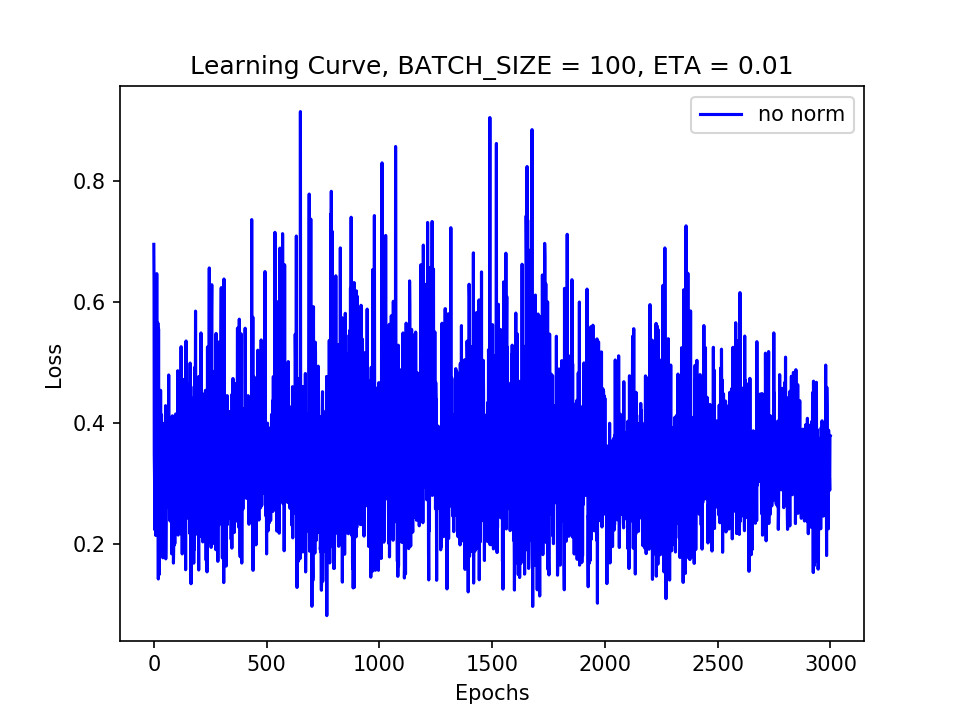 Learning Curve, BATCH_SIZE = 100, ETA = 0.01
no norm
0.8
0.6
0.4
0.2
Loss
0 500 1000 1500 2000 2500 3000
Epochs